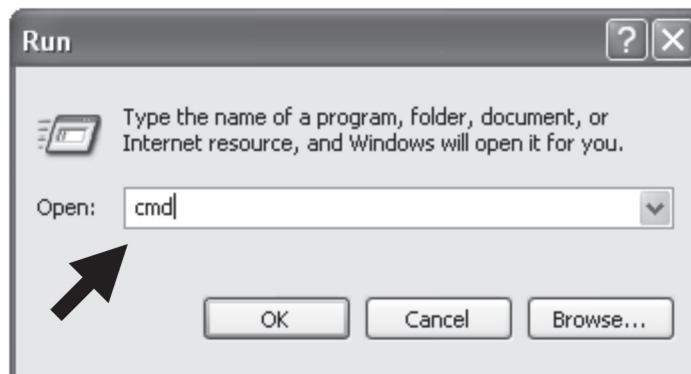 Run
Type the name of a program, folder, document, or
Internet resource, and Windows will open it for you.
Open: cmd
OK Cancel Browse...